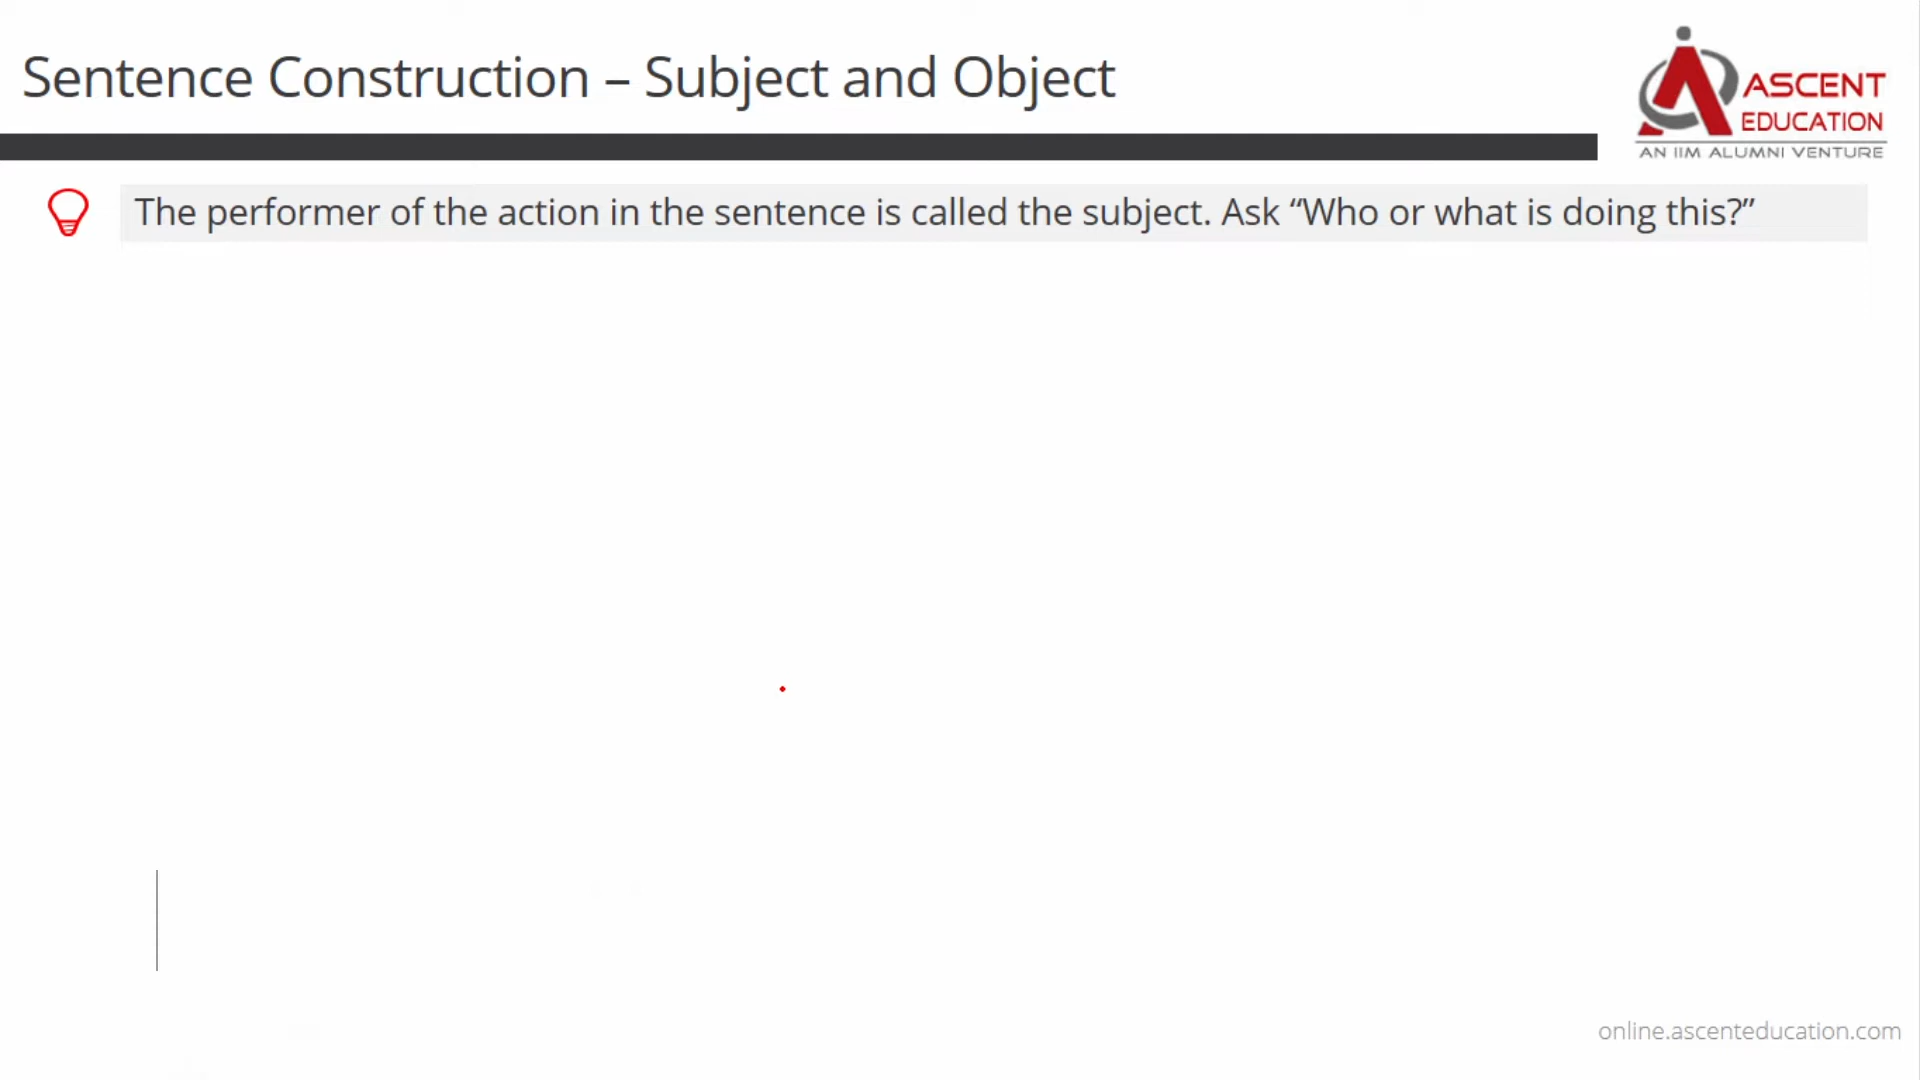 Sentence Construction – Subject and Object
ASCENT
EDUCATION
AN IIM ALUMNI VENTURE
The performer of the action in the sentence is called the subject. Ask “Who or what is doing this?”
online.ascenteducation.com